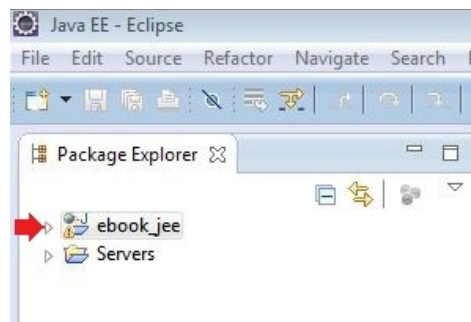 Java EE - Eclipse
File Edit Source Refactor Navigate Search
Package Explorer
ebook_jee
Servers